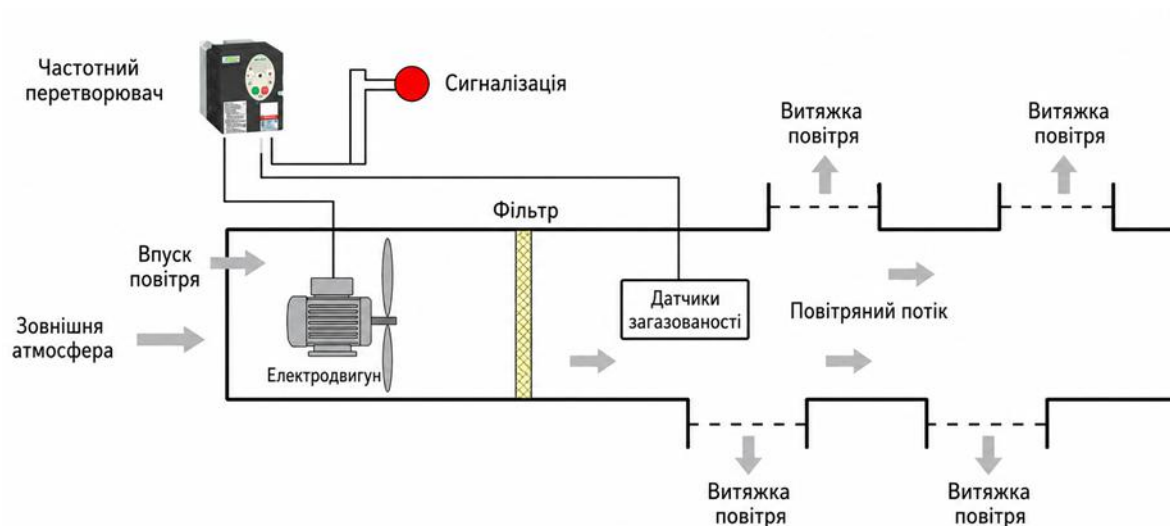 Частотний
перетворювач
Сигналізація
Витяжка
повітря
Витяжка
повітря
Фільтр
Впуск
повітря
Датчики
загазованості
Повітряний потік
Зовнішня
атмосфера
Електродвигун
Витяжка
повітря
Витяжка
повітря